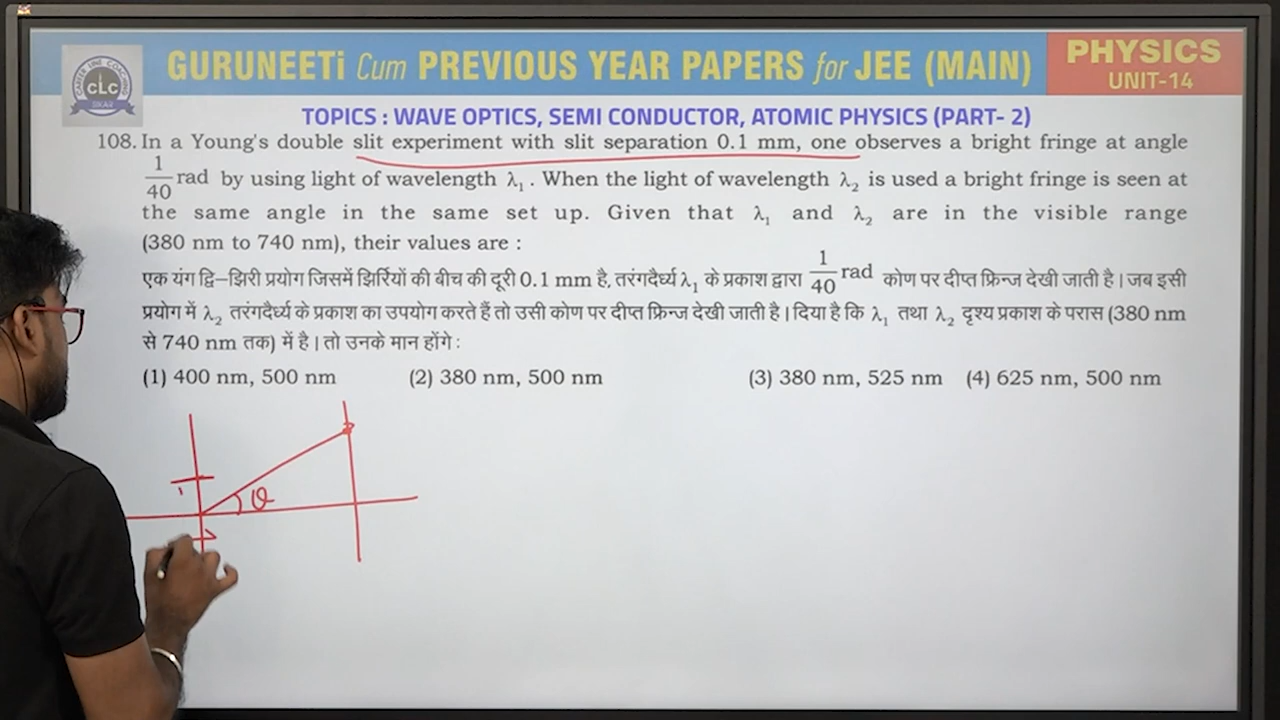 GURUNEETi Cum PREVIOUS YEAR PAPERS for JEE (MAIN)
PHYSICS
UNIT-14
CAREER LINE COACHING
CLC
SIKAR
TOPICS : WAVE OPTICS, SEMI CONDUCTOR, ATOMIC PHYSICS (PART- 2)
108. In a Young's double slit experiment with slit separation 0.1 mm, one observes a bright fringe at angle
1/40 rad by using light of wavelength λ₁. When the light of wavelength λ₂ is used a bright fringe is seen at
the same angle in the same set up. Given that λ₁ and λ₂ are in the visible range
(380 nm to 740 nm), their values are :
एक यंग द्वि–झिरी प्रयोग जिसमें झिर्रियों की बीच की दूरी 0.1 mm है, तरंगदैर्ध्य λ₁ के प्रकाश द्वारा 1/40 rad कोण पर दीप्त फ्रिन्ज देखी जाती है। जब इसी
प्रयोग में λ₂ तरंगदैर्ध्य के प्रकाश का उपयोग करते हैं तो उसी कोण पर दीप्त फ्रिन्ज देखी जाती है। दिया है कि λ₁ तथा λ₂ दृश्य प्रकाश के परास (380 nm
से 740 nm तक) में है। तो उनके मान होंगे :
(1) 400 nm, 500 nm (2) 380 nm, 500 nm (3) 380 nm, 525 nm (4) 625 nm, 500 nm
θ